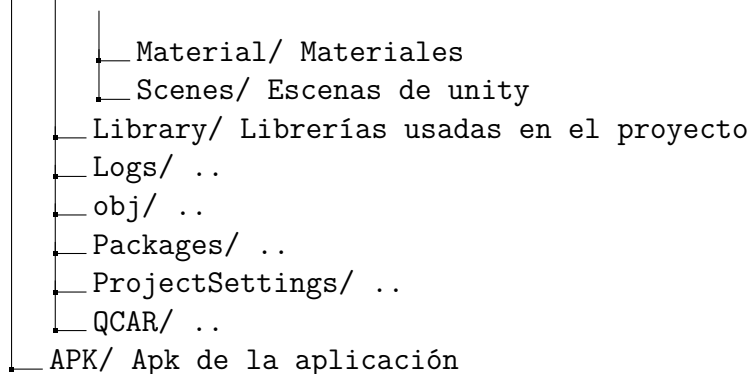 Material/ Materiales
Scenes/ Escenas de unity
Library/ Librerías usadas en el proyecto
Logs/ ..
obj/ ..
Packages/ ..
ProjectSettings/ ..
QCAR/ ..
APK/ Apk de la aplicación